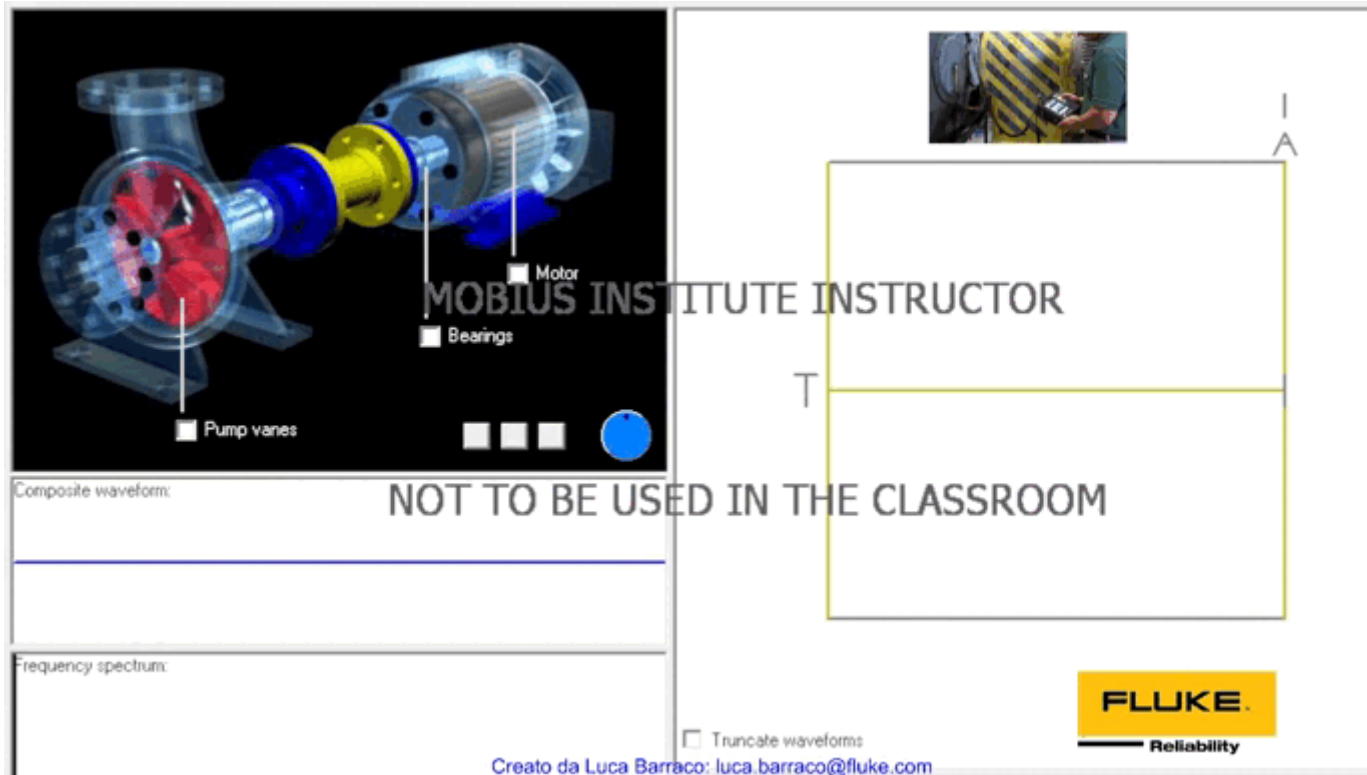 Motor
MOBIUS INSTITUTE INSTRUCTOR
Bearings
Pump vanes
I
A
T
I
Composite waveform:
NOT TO BE USED IN THE CLASSROOM
Frequency spectrum:
FLUKE.
Reliability
Truncate waveforms
Creato da Luca Barraco: luca.barraco@fluke.com